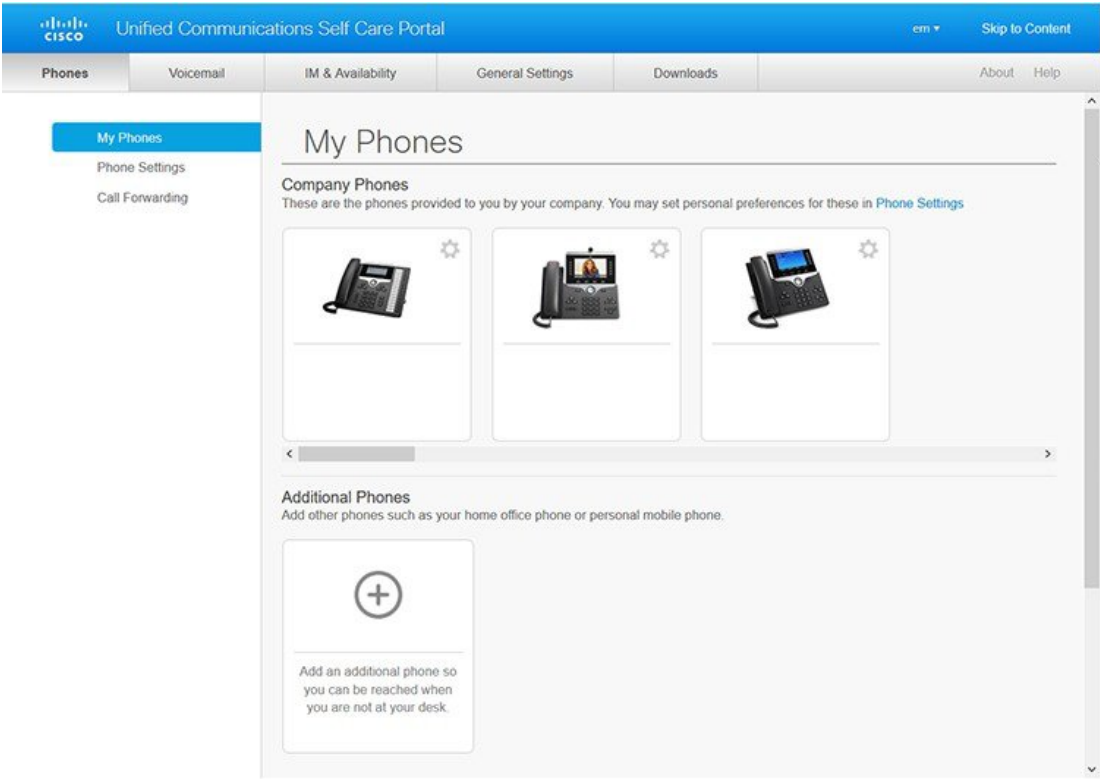 cisco
Unified Communications Self Care Portal
em
Skip to Content
Phones
Voicemail
IM & Availability
General Settings
Downloads
About
Help
My Phones
Phone Settings
Call Forwarding
My Phones
Company Phones
These are the phones provided to you by your company. You may set personal preferences for these in Phone Settings
Additional Phones
Add other phones such as your home office phone or personal mobile phone.
Add an additional phone so
you can be reached when
you are not at your desk.